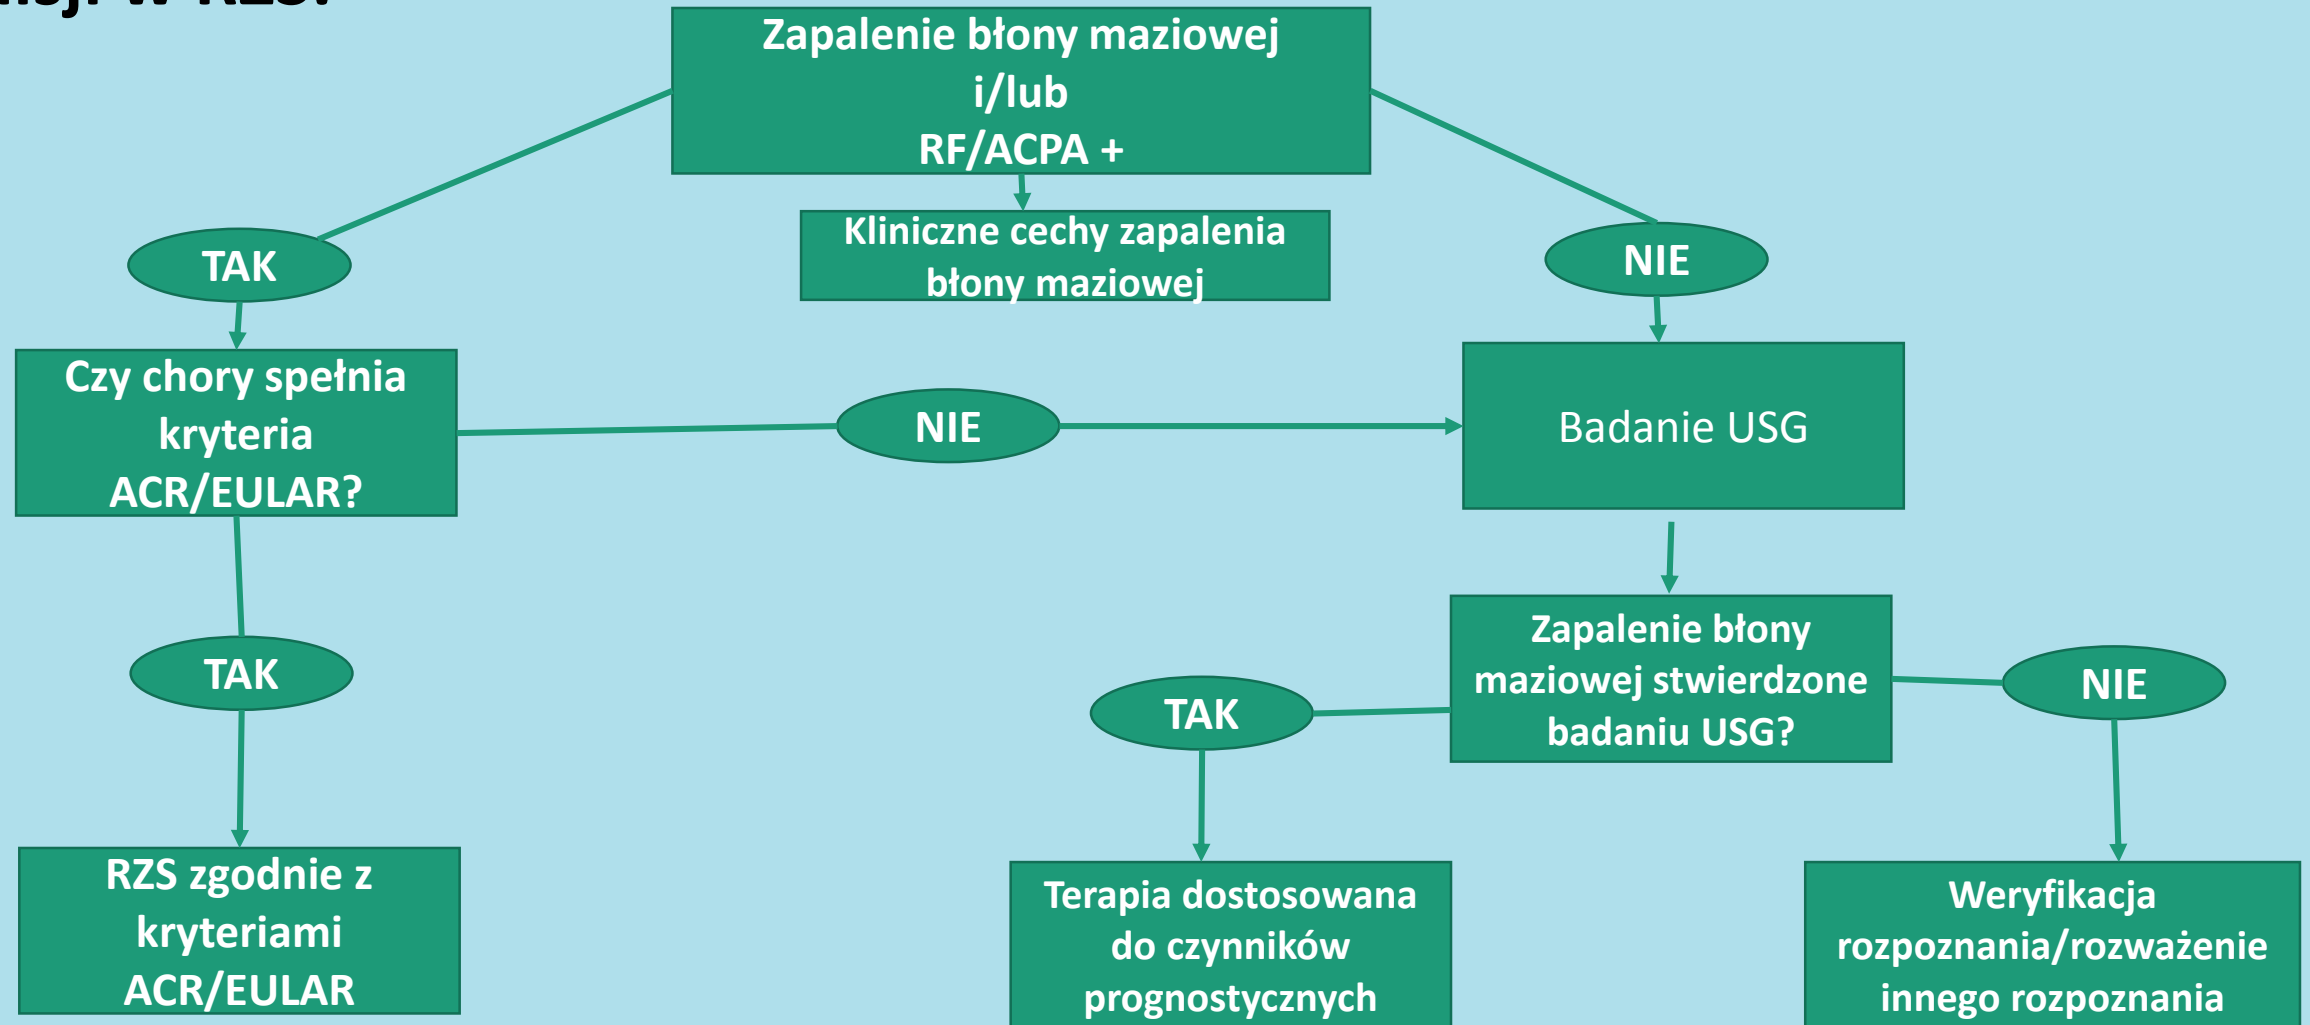 w RZS.
Zapalenie błony maziowej
i/lub
RF/ACPA +
Kliniczne cechy zapalenia
błony maziowej
TAK
NIE
Czy chory spełnia
kryteria
ACR/EULAR?
NIE
Badanie USG
TAK
Zapalenie błony
maziowej stwierdzone
badaniu USG?
TAK
NIE
RZS zgodnie z
kryteriami
ACR/EULAR
Terapia dostosowana
do czynników
prognostycznych
Weryfikacja
rozpoznania/rozważenie
innego rozpoznania